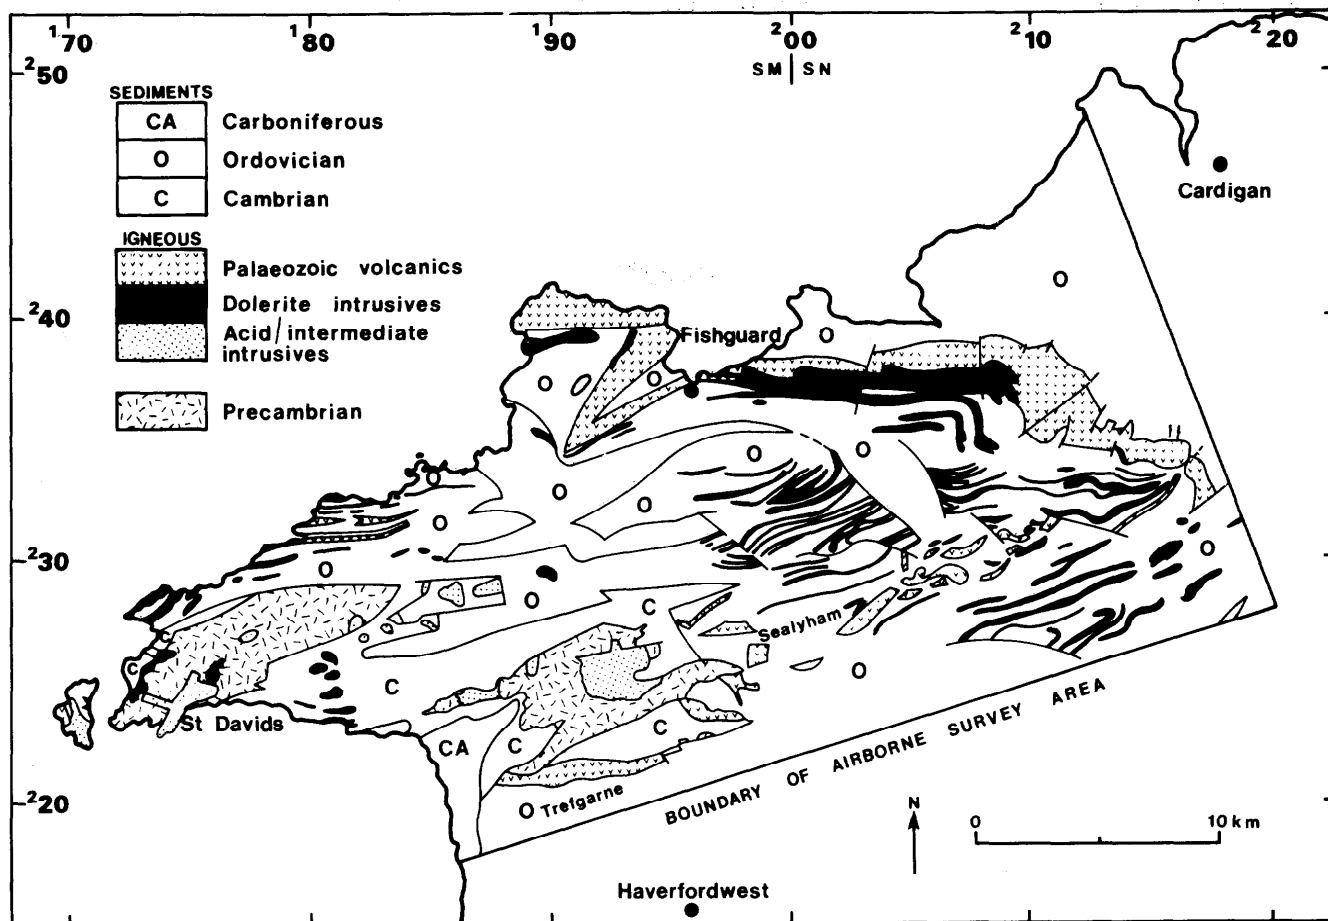 170 180 190 200 210 220
SM SN
250
240
230
220
SEDIMENTS
CA Carboniferous
O Ordovician
C Cambrian
IGNEOUS
Palaeozoic volcanics
Dolerite intrusives
Acid/intermediate
intrusives
Precambrian
Cardigan
O
O
Fishguard
O
O
O
O
O
O
O
O
O
O
O
C
C
C
Sealyham
O
C
St Davids
CA
C
C
O
Trefgarne
BOUNDARY OF AIRBORNE SURVEY AREA
N
0 10 km
Haverfordwest